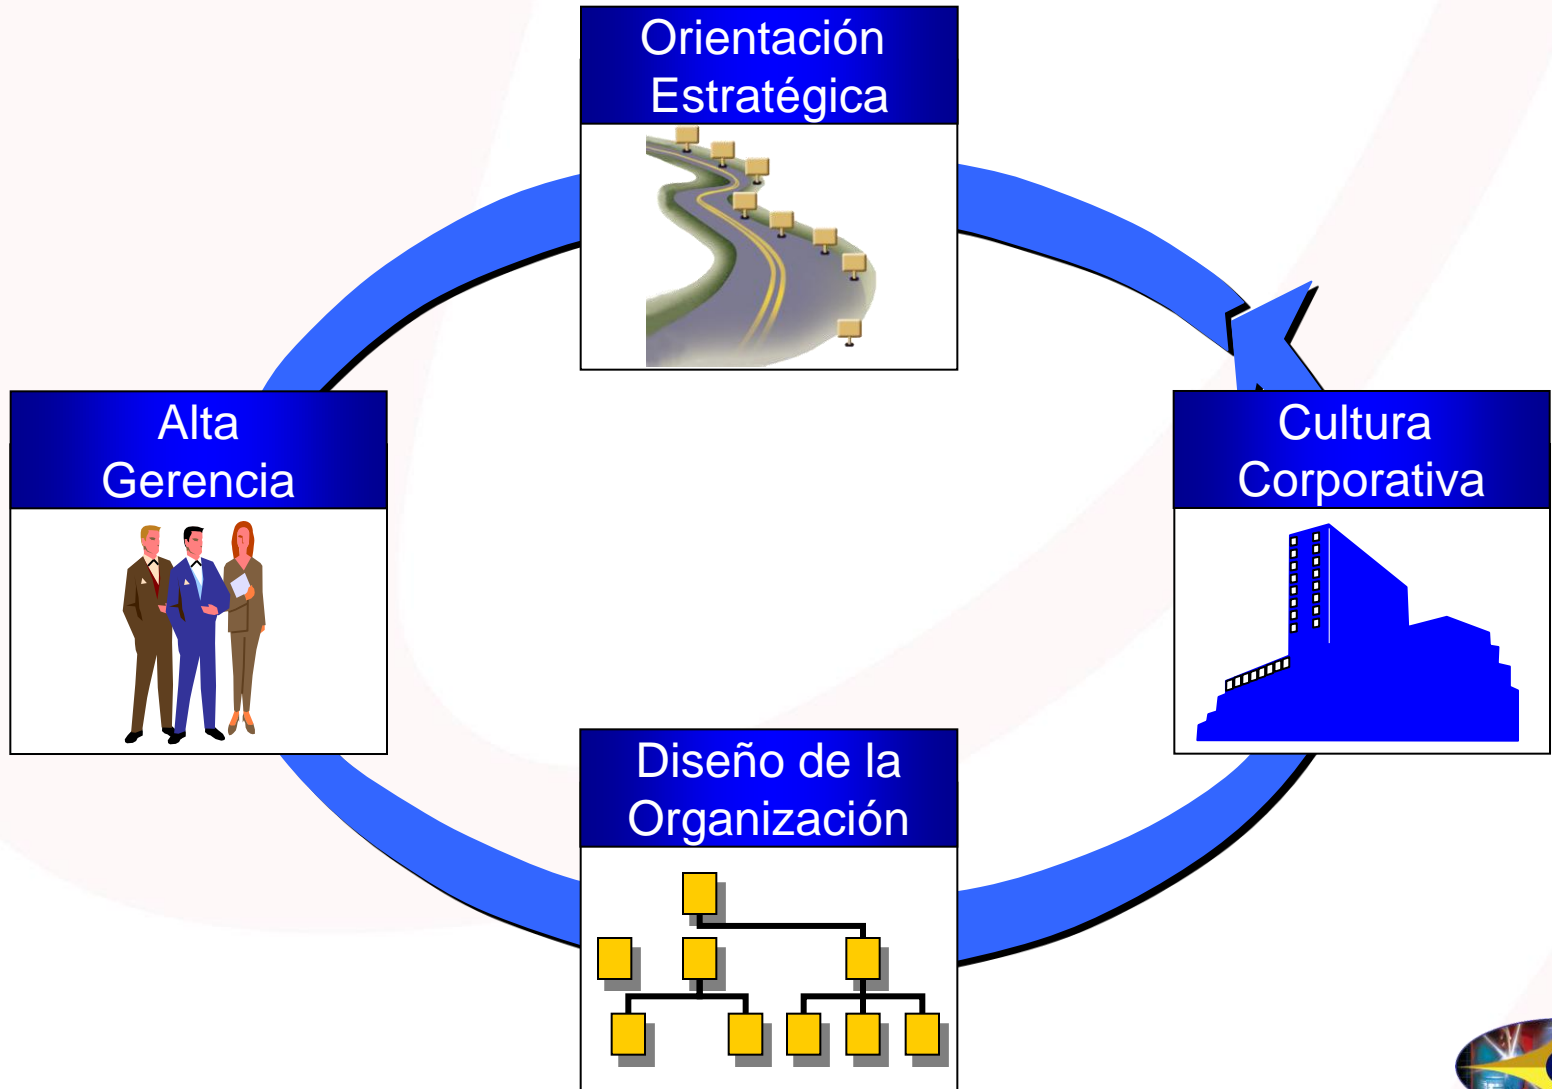 Orientación
Estratégica
Alta
Gerencia
Cultura
Corporativa
Diseño de la
Organización